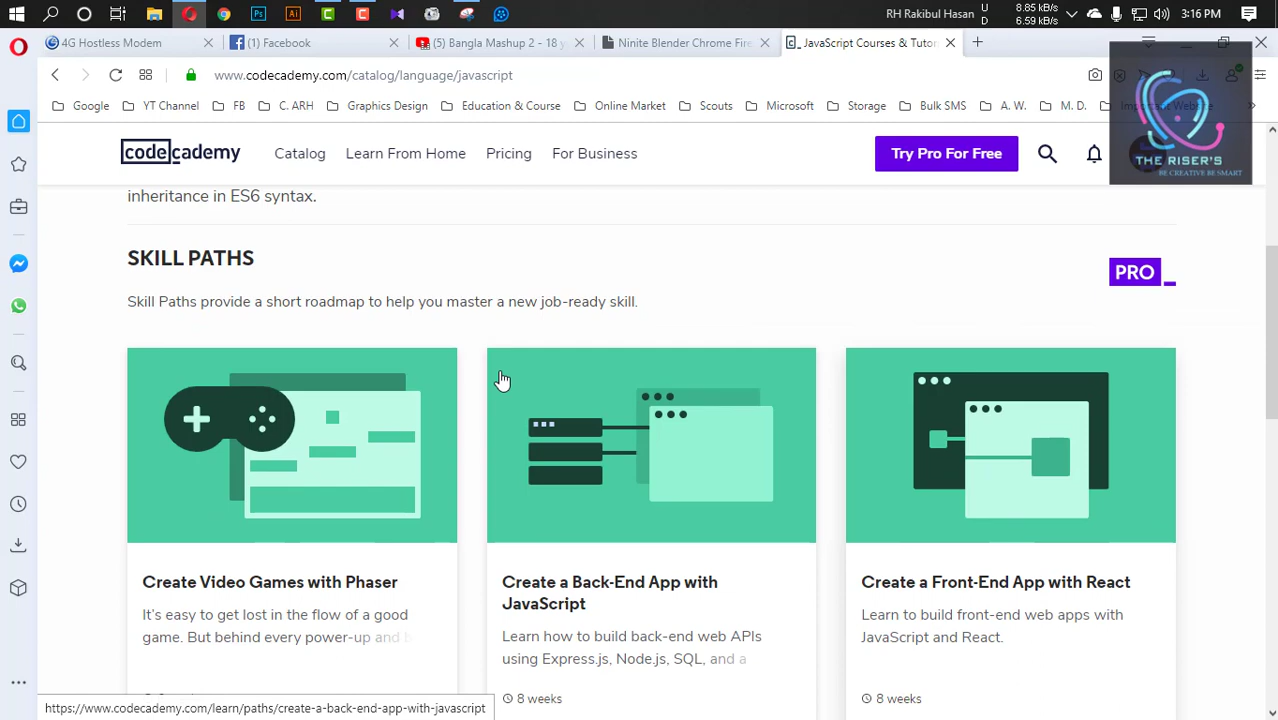 RH Rakibul Hasan
U
D
8.85 KB/s
6.59 KB/s
3:16 PM
4G Hostless Modem
(1) Facebook
(5) Bangla Mashup 2 - 18 y
Ninite Blender Chrome Fire
JavaScript Courses & Tutor
www.codecademy.com/catalog/language/javascript
Google
YT Channel
FB
C. ARH
Graphics Design
Education & Course
Online Market
Scouts
Microsoft
Storage
Bulk SMS
A. W.
M. D.
Important Website
codecademy
Catalog
Learn From Home
Pricing
For Business
Try Pro For Free
THE RISER'S
BE CREATIVE BE SMART
inheritance in ES6 syntax.
SKILL PATHS
PRO
Skill Paths provide a short roadmap to help you master a new job-ready skill.
Create Video Games with Phaser
It's easy to get lost in the flow of a good
game. But behind every power-up and
Create a Back-End App with
JavaScript
Learn how to build back-end web APIs
using Express.js, Node.js, SQL, and a
8 weeks
Create a Front-End App with React
Learn to build front-end web apps with
JavaScript and React.
8 weeks
https://www.codecademy.com/learn/paths/create-a-back-end-app-with-javascript